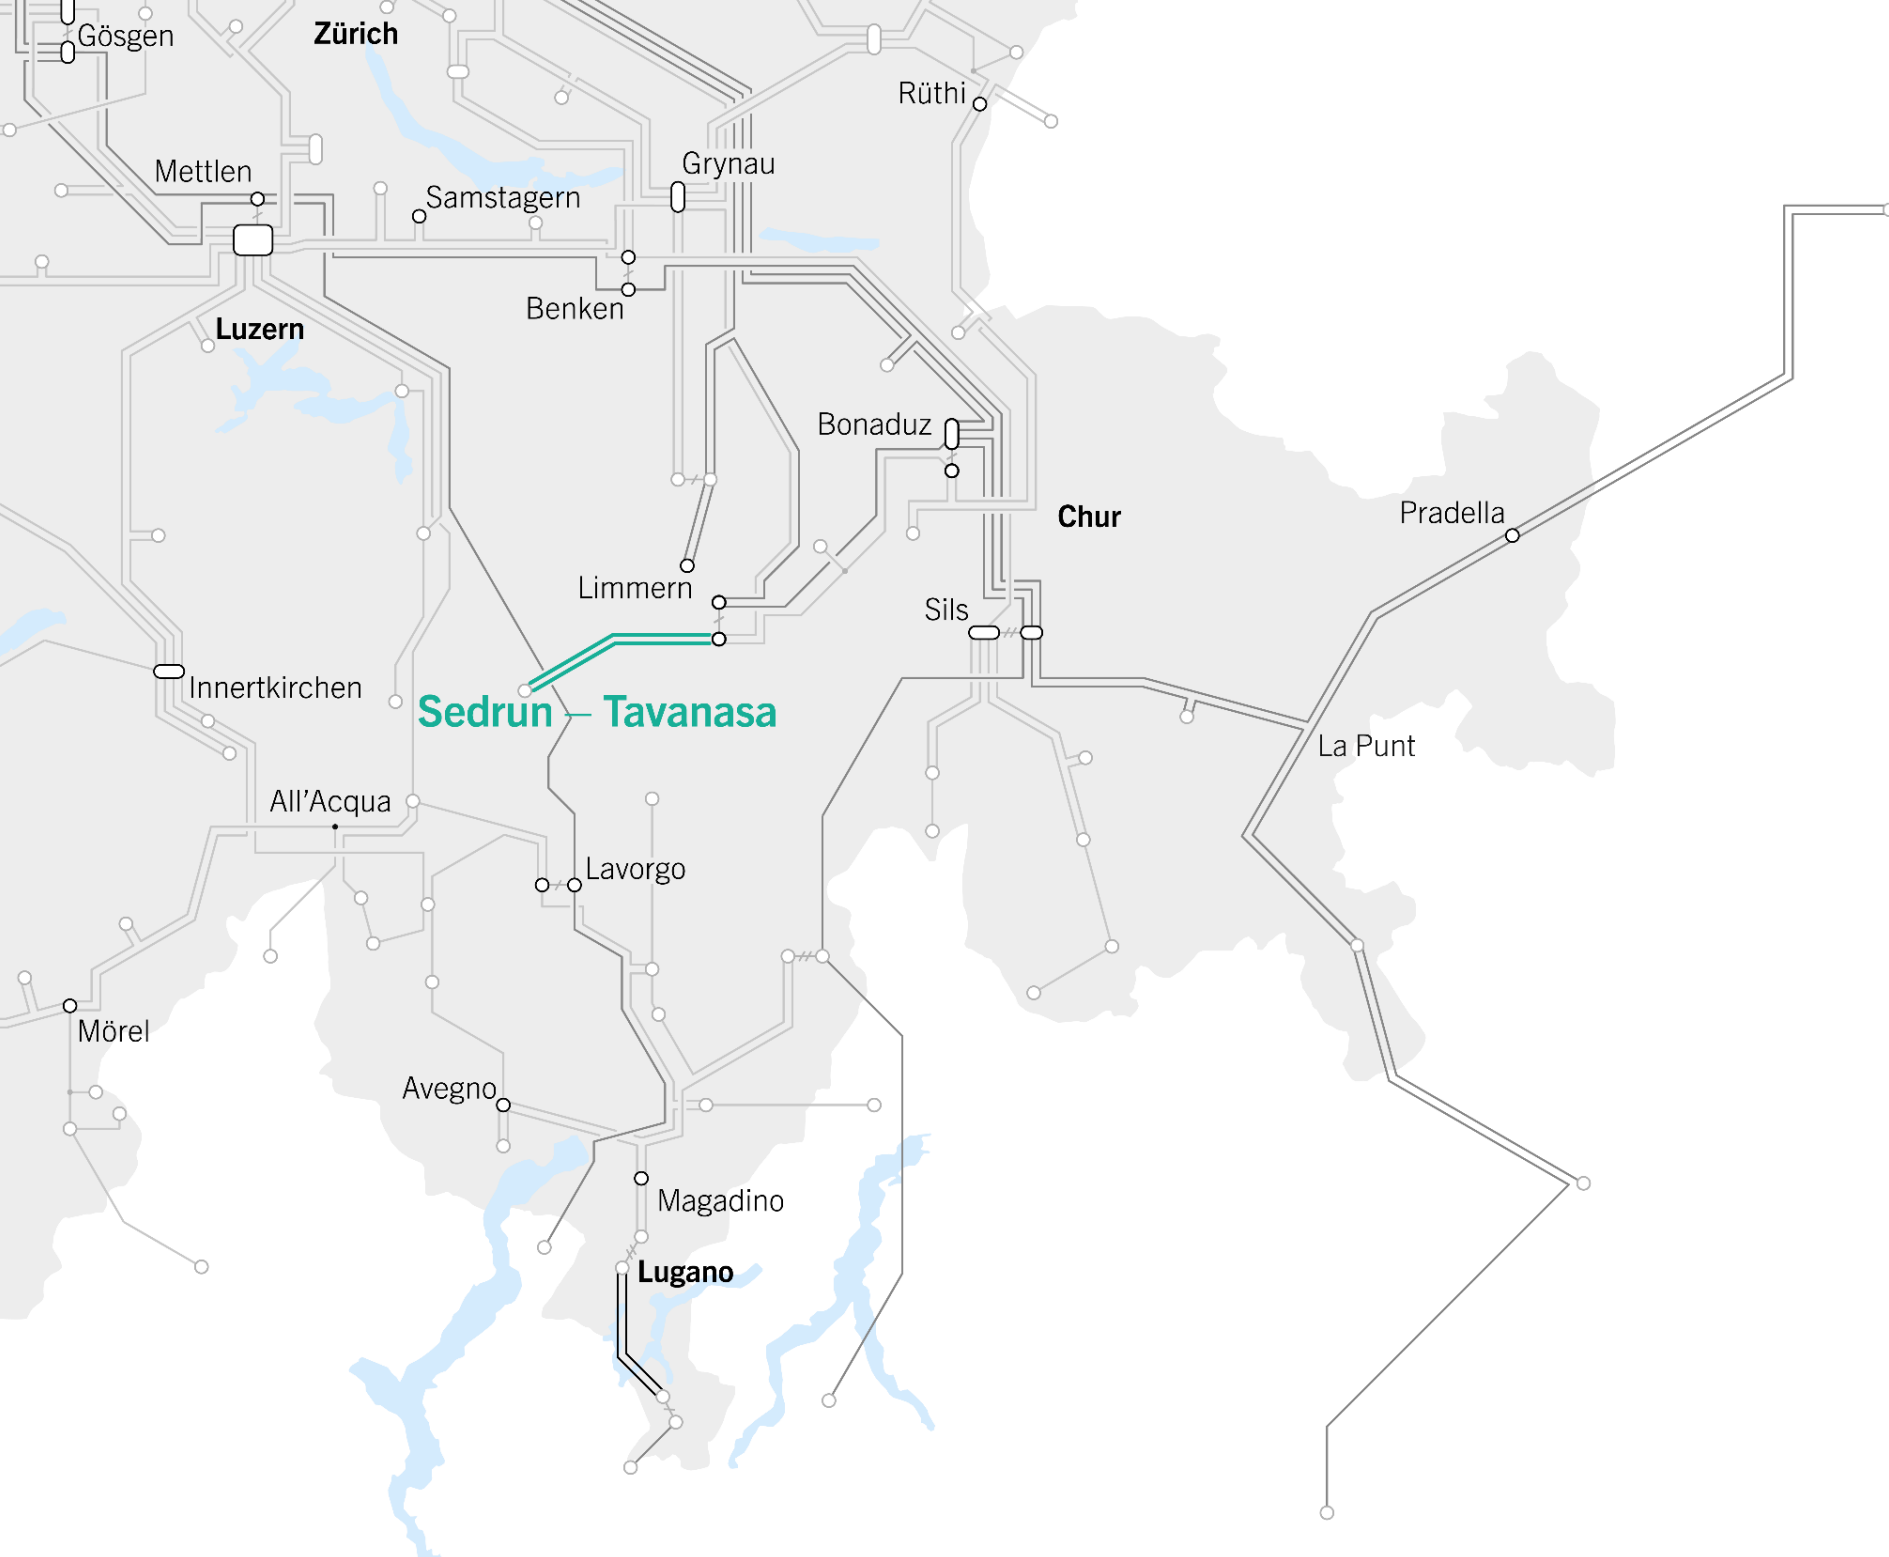 Gösgen
Zürich
Rüthi
Mettlen
Samstagern
Grynau
Benken
Luzern
Bonaduz
Chur
Pradella
Limmern
Sils
Innertkirchen
Sedrun – Tavanasa
La Punt
All'Acqua
Lavorgo
Mörel
Avegno
Magadino
Lugano